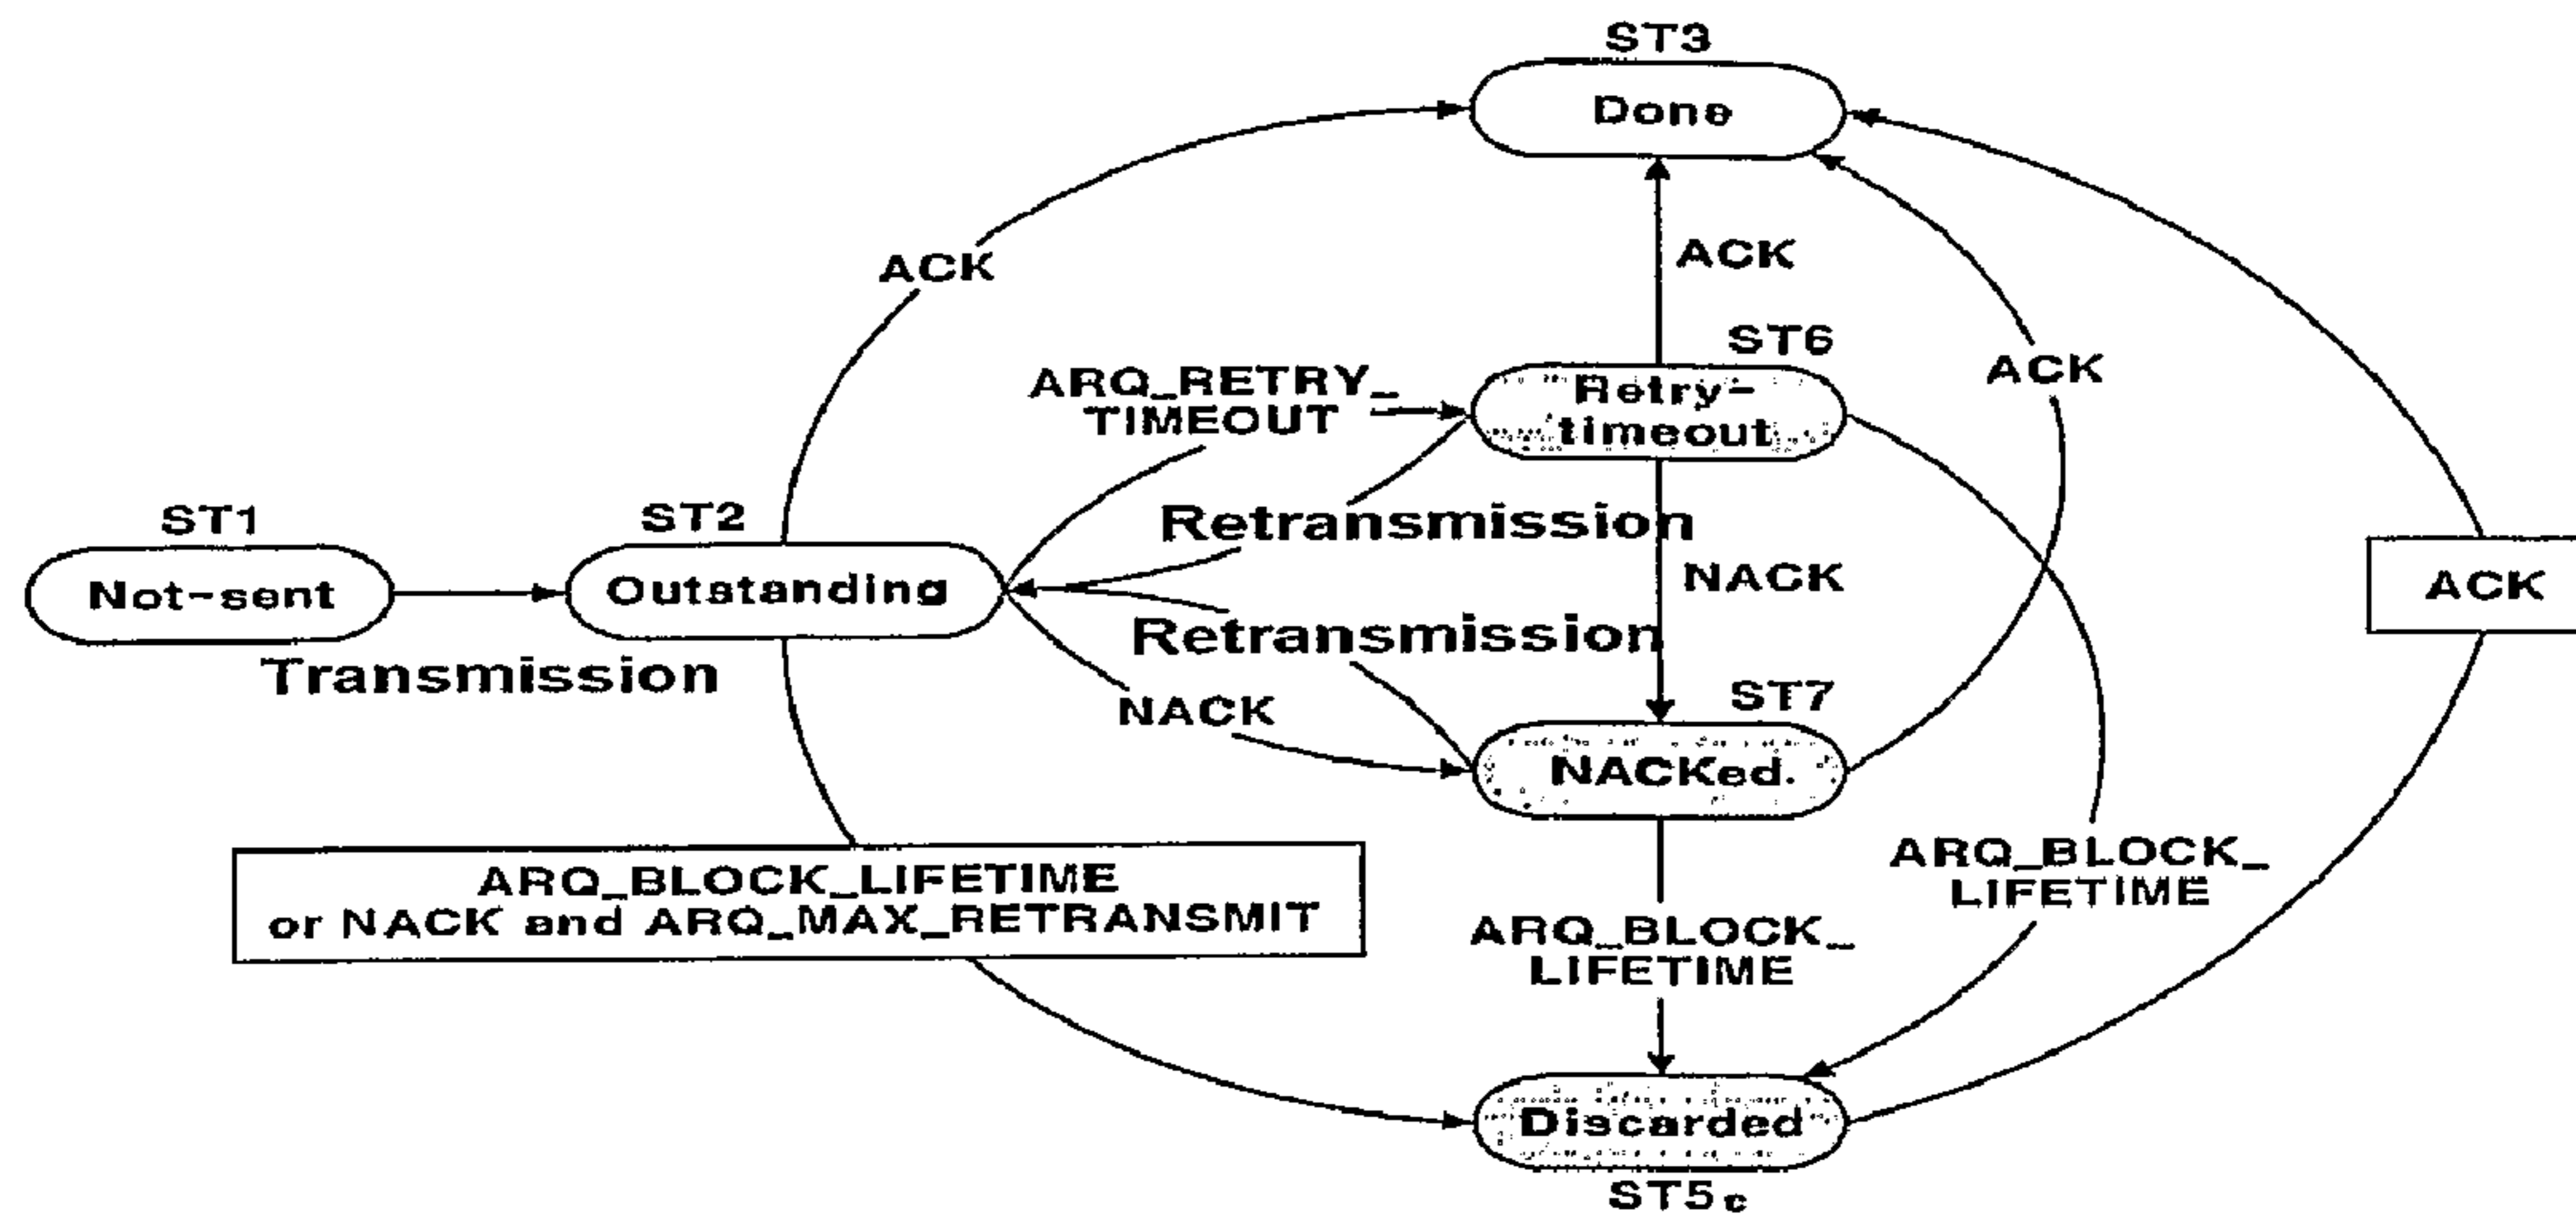 ST3
Done
ACK
ACK
ST6
Retry-
timeout
ACK
ARQ_RETRY_
TIMEOUT
Retransmission
ST1
Not-sent
ST2
Outstanding
Transmission
NACK
Retransmission
NACK
ACK
ST7
NACKed.
ARQ_BLOCK_LIFETIME
or NACK and ARQ_MAX_RETRANSMIT
ARQ_BLOCK_
LIFETIME
ARQ_BLOCK_
LIFETIME
Discarded
ST5c